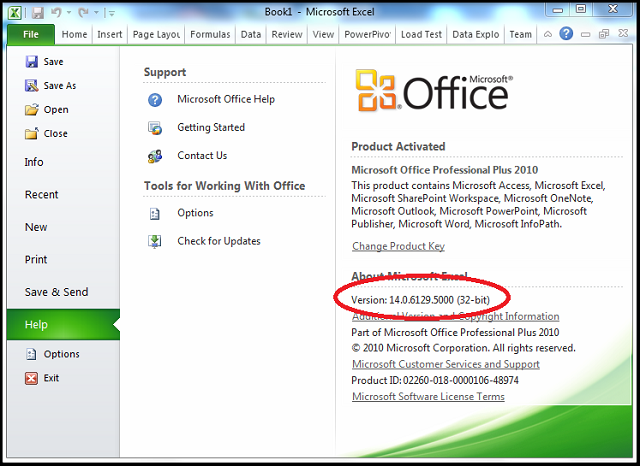 Book1 - Microsoft Excel
File Home Insert Page Layou Formulas Data Review View PowerPivo Load Test Data Explo Team
Save
Save As
Open
Close
Info
Recent
New
Print
Save & Send
Help
Options
Exit
Support
Microsoft Office Help
Getting Started
Contact Us
Tools for Working With Office
Options
Check for Updates
Microsoft®
Office
Product Activated
Microsoft Office Professional Plus 2010
This product contains Microsoft Access, Microsoft Excel,
Microsoft SharePoint Workspace, Microsoft OneNote,
Microsoft Outlook, Microsoft PowerPoint, Microsoft
Publisher, Microsoft Word, Microsoft InfoPath.
Change Product Key
About Microsoft Excel
Version: 14.0.6129.5000 (32-bit)
Additional Version and Copyright Information
Part of Microsoft Office Professional Plus 2010
© 2010 Microsoft Corporation. All rights reserved.
Microsoft Customer Services and Support
Product ID: 02260-018-0000106-48974
Microsoft Software License Terms